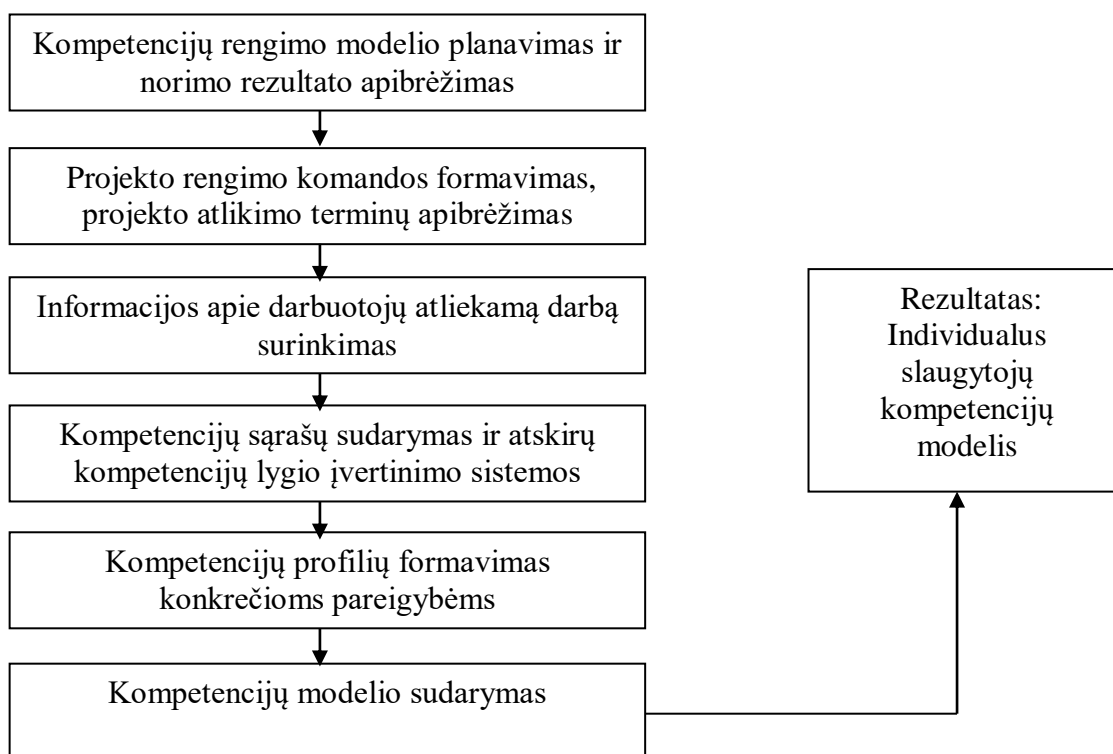 Kompetencijų rengimo modelio planavimas ir
norimo rezultato apibrėžimas
Projekto rengimo komandos formavimas,
projekto atlikimo terminų apibrėžimas
Informacijos apie darbuotojų atliekamą darbą
surinkimas
Kompetencijų sąrašų sudarymas ir atskirų
kompetencijų lygio įvertinimo sistemos
Kompetencijų profilių formavimas
konkrečioms pareigybėms
Kompetencijų modelio sudarymas
Rezultatas:
Individualus
slaugytojų
kompetencijų
modelis